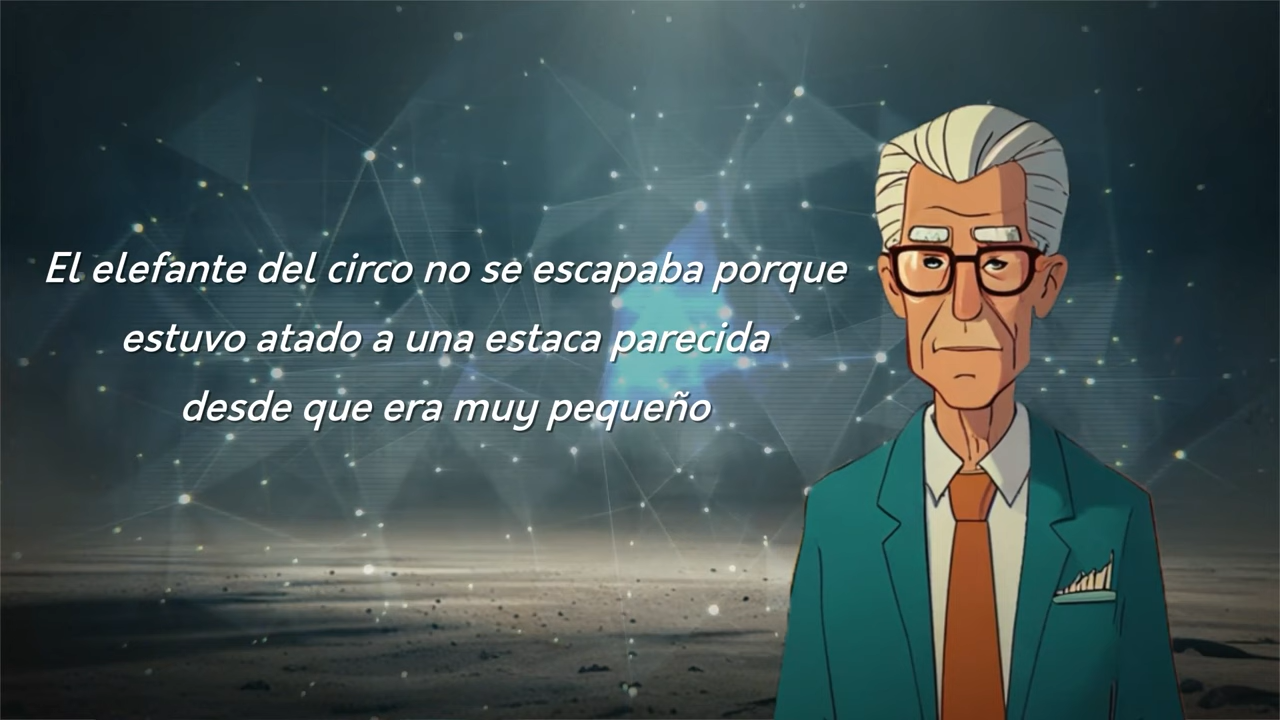 El elefante del circo no se escapaba porque
estuvo atado a una estaca parecida
desde que era muy pequeño